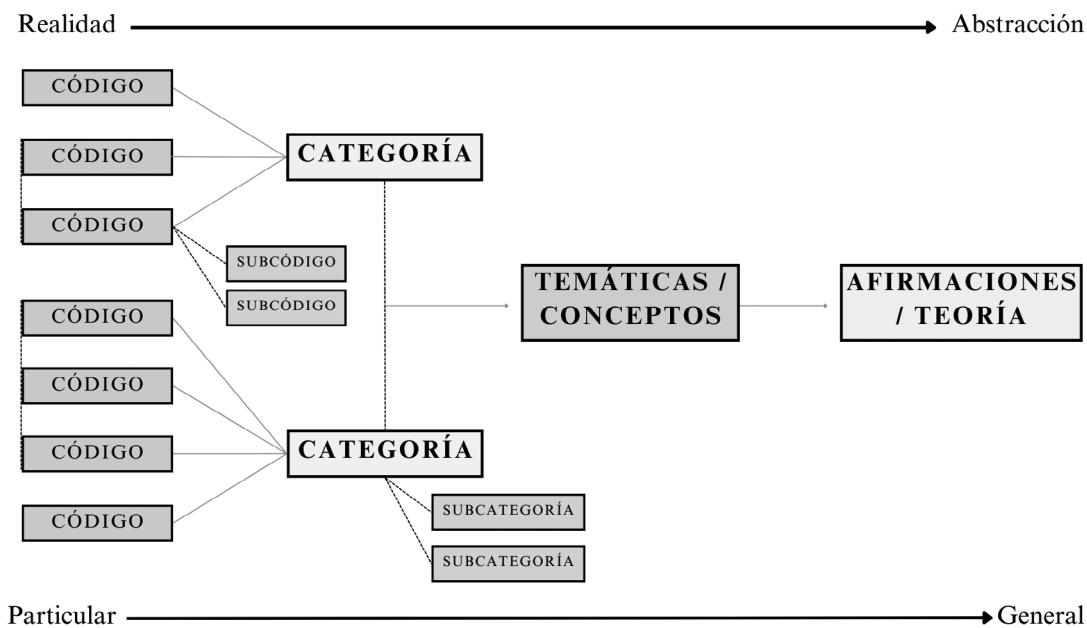 Realidad
Abstracción
CÓDIGO
CÓDIGO
CATEGORÍA
CÓDIGO
SUBCÓDIGO
SUBCÓDIGO
TEMÁTICAS /
CONCEPTOS
AFIRMACIONES
/ TEORÍA
CÓDIGO
CÓDIGO
CÓDIGO
CATEGORÍA
CÓDIGO
SUBCATEGORÍA
SUBCATEGORÍA
Particular
General